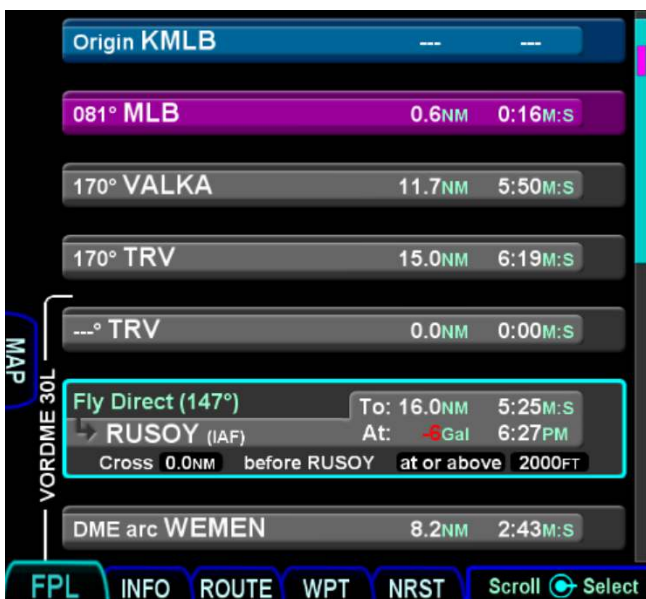 Origin KMLB --- ---
081° MLB 0.6NM 0:16M:S
170° VALKA 11.7NM 5:50M:S
170° TRV 15.0NM 6:19M:S
---° TRV 0.0NM 0:00M:S
MAP
VORDME 30L
Fly Direct (147°) To: 16.0NM 5:25M:S
RUSOY (IAF) At: -6Gal 6:27PM
Cross 0.0NM before RUSOY at or above 2000FT
DME arc WEMEN 8.2NM 2:43M:S
FPL INFO ROUTE WPT NRST Scroll Select